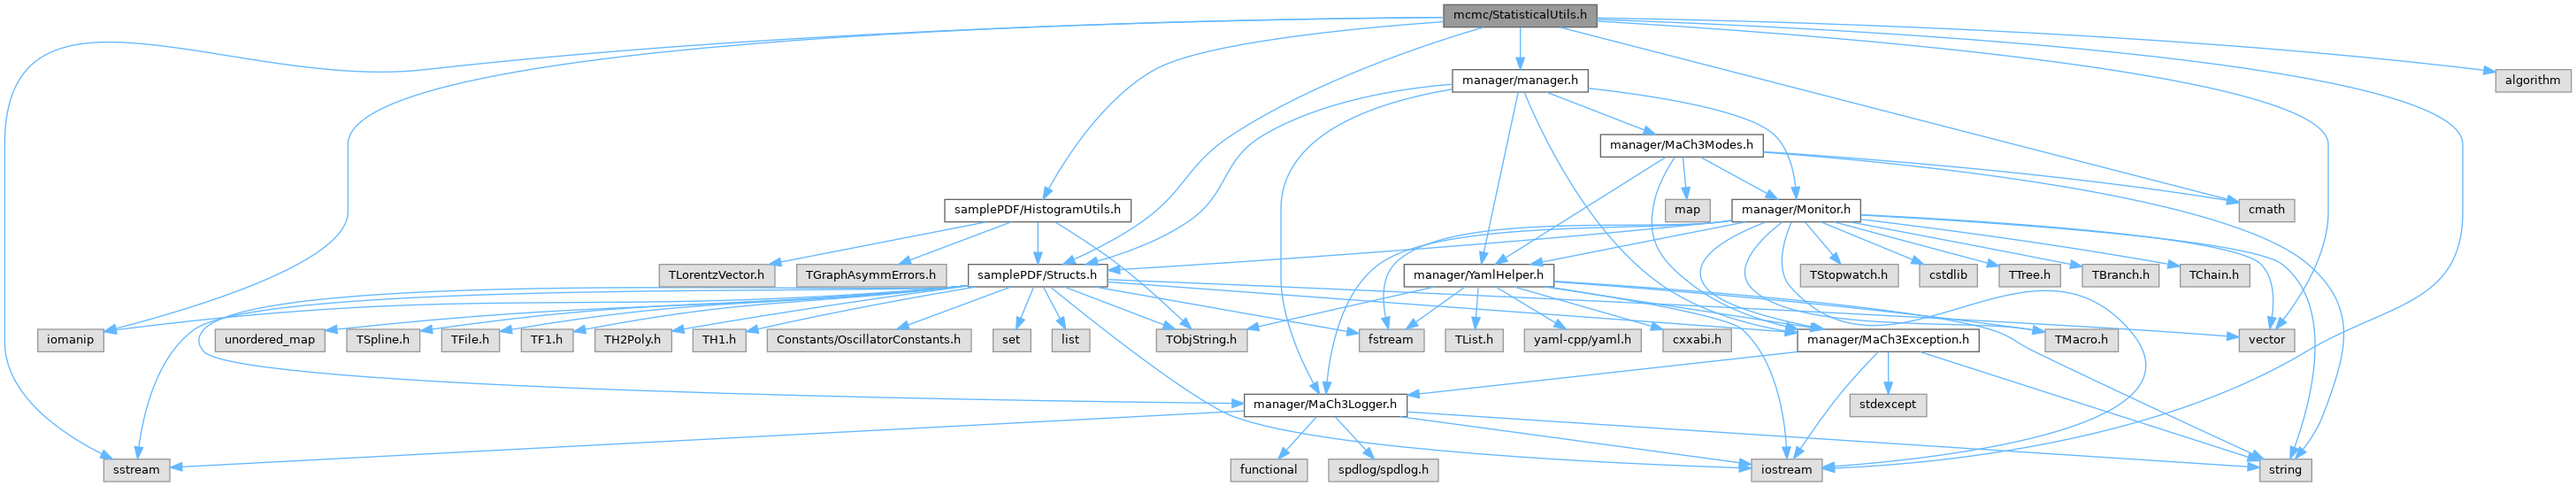 mcmc/StatisticalUtils.h
manager/manager.h
algorithm
manager/MaCh3Modes.h
samplePDF/HistogramUtils.h
map
manager/Monitor.h
cmath
TLorentzVector.h
TGraphAsymmErrors.h
samplePDF/Structs.h
manager/YamlHelper.h
TStopwatch.h
cstdlib
TTree.h
TBranch.h
TChain.h
iomanip
unordered_map
TSpline.h
TFile.h
TF1.h
TH2Poly.h
TH1.h
Constants/OscillatorConstants.h
set
list
TObjString.h
fstream
TList.h
yaml-cpp/yaml.h
cxxabi.h
manager/MaCh3Exception.h
TMacro.h
vector
manager/MaCh3Logger.h
stdexcept
sstream
functional
spdlog/spdlog.h
iostream
string